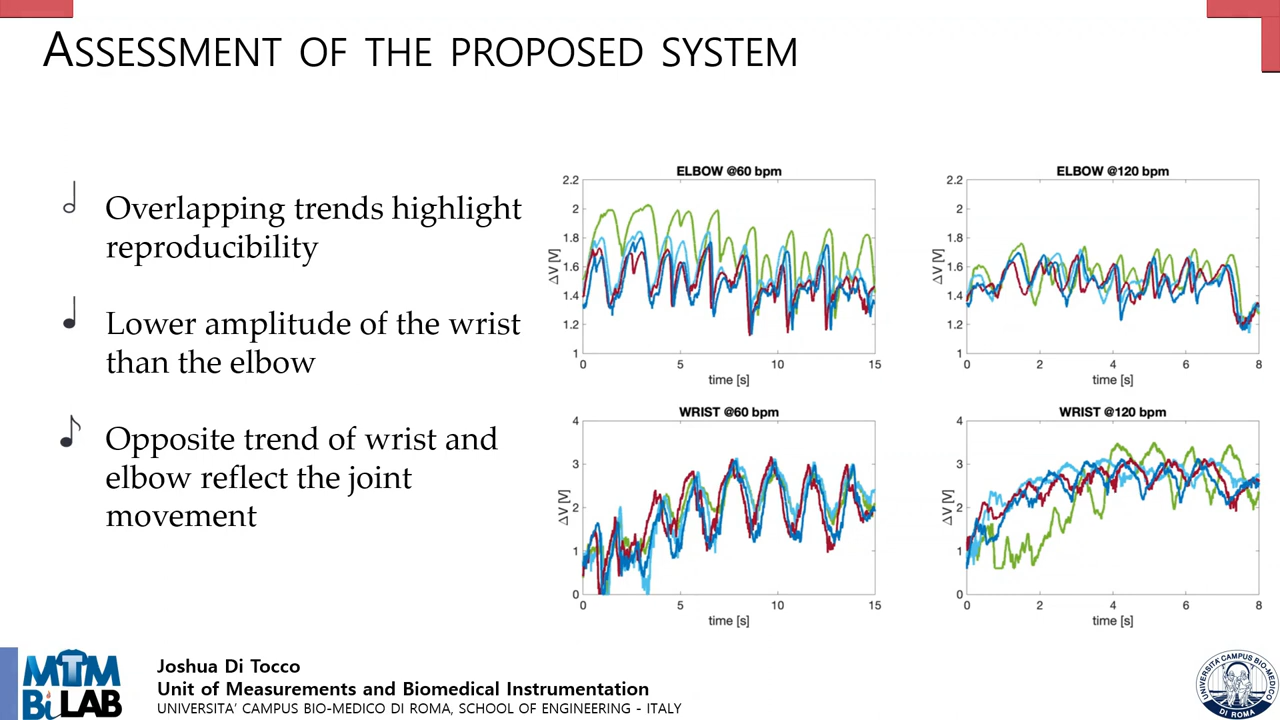 ASSESSMENT OF THE PROPOSED SYSTEM
Overlapping trends highlight
reproducibility
Lower amplitude of the wrist
than the elbow
Opposite trend of wrist and
elbow reflect the joint
movement
ELBOW @60 bpm
2.2
2
1.8
1.6
1.4
1.2
1
ΔV [V]
0 5 10 15
time [s]
ELBOW @120 bpm
2.2
2
1.8
1.6
1.4
1.2
1
ΔV [V]
0 2 4 6 8
time [s]
WRIST @60 bpm
4
3
2
1
0
ΔV [V]
0 5 10 15
time [s]
WRIST @120 bpm
4
3
2
1
0
ΔV [V]
0 2 4 6 8
time [s]
MTM
BiLAB
Joshua Di Tocco
Unit of Measurements and Biomedical Instrumentation
UNIVERSITA' CAMPUS BIO-MEDICO DI ROMA, SCHOOL OF ENGINEERING - ITALY
UNIVERSITÀ CAMPUS BIO-MEDICO
DI ROMA